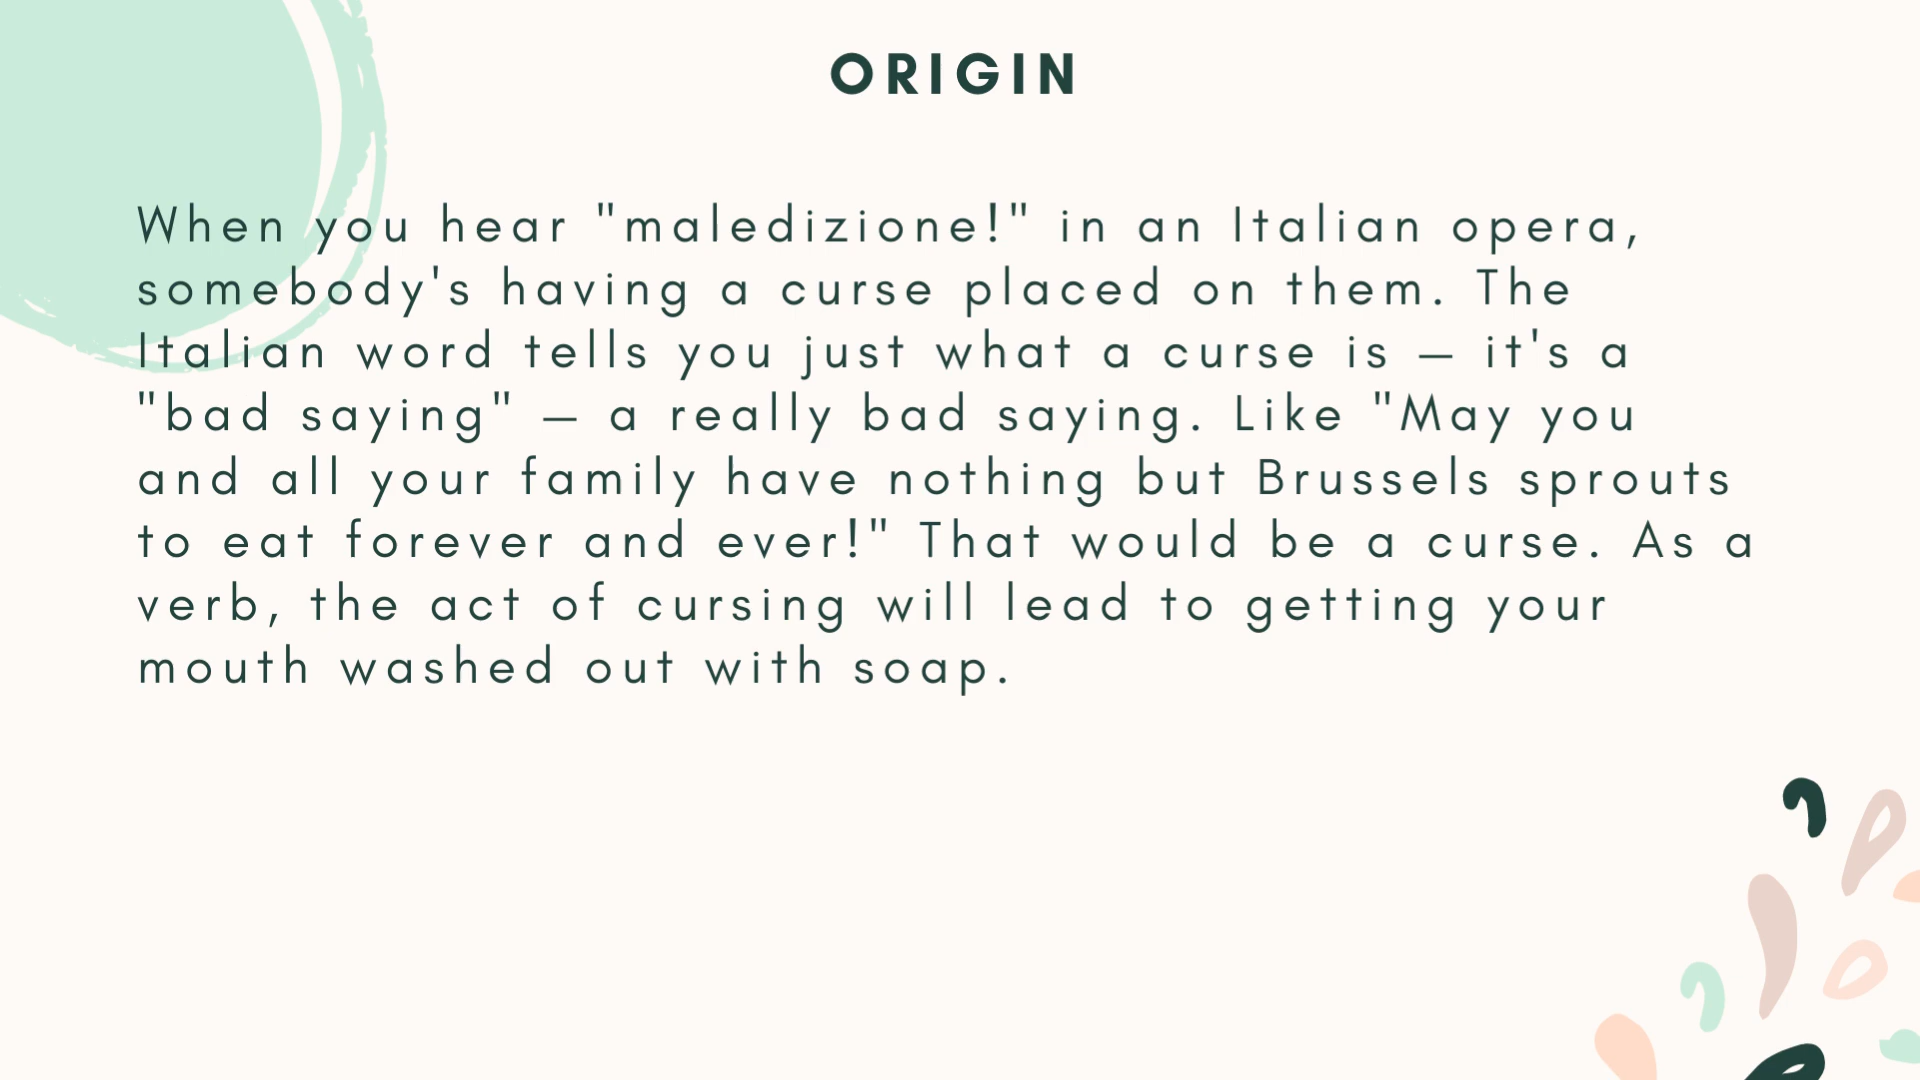 ORIGIN
When you hear "maledizione!" in an Italian opera,
somebody's having a curse placed on them. The
Italian word tells you just what a curse is — it's a
"bad saying" — a really bad saying. Like "May you
and all your family have nothing but Brussels sprouts
to eat forever and ever!" That would be a curse. As a
verb, the act of cursing will lead to getting your
mouth washed out with soap.